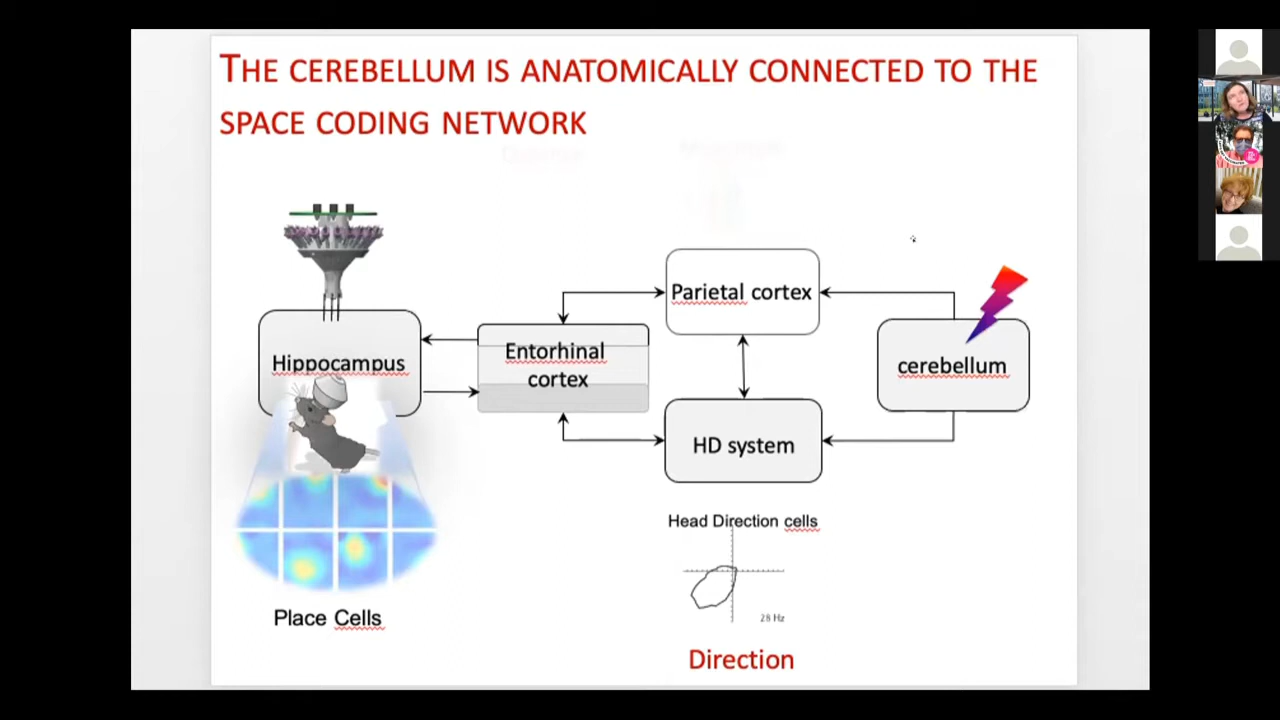 THE CEREBELLUM IS ANATOMICALLY CONNECTED TO THE
SPACE CODING NETWORK
Parietal cortex
Hippocampus
Entorhinal
cortex
cerebellum
HD system
Head Direction cells
28 Hz
Place Cells
Direction